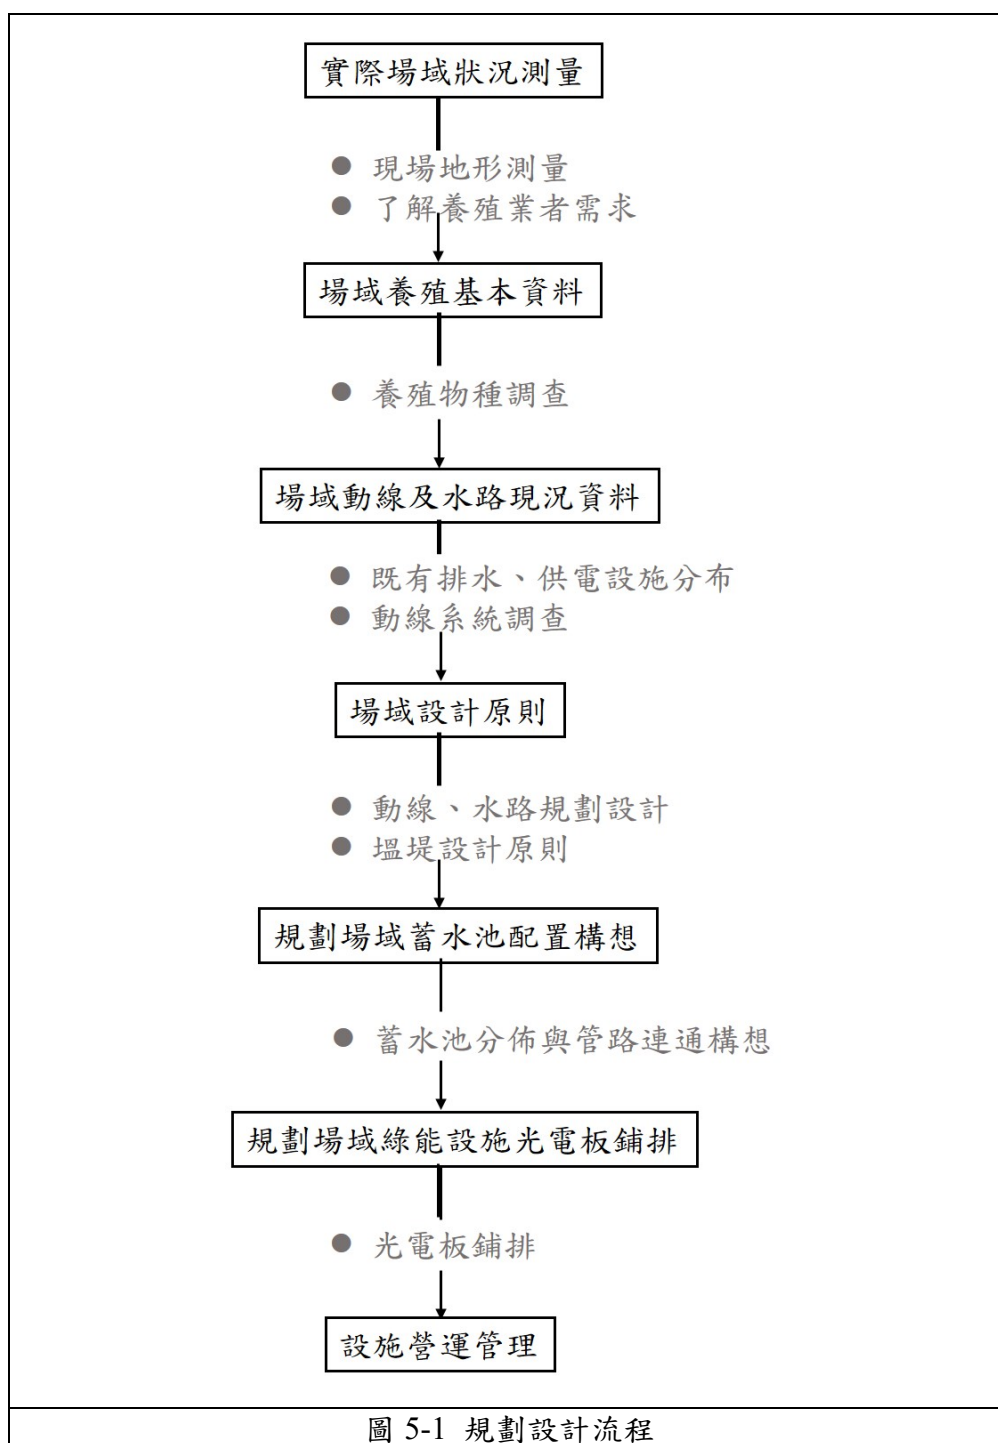 實際場域狀況測量
● 現場地形測量
● 了解養殖業者需求
場域養殖基本資料
● 養殖物種調查
場域動線及水路現況資料
● 既有排水、供電設施分布
● 動線系統調查
場域設計原則
● 動線、水路規劃設計
● 塭堤設計原則
規劃場域蓄水池配置構想
● 蓄水池分佈與管路連通構想
規劃場域綠能設施光電板鋪排
● 光電板鋪排
設施營運管理
圖 5-1 規劃設計流程